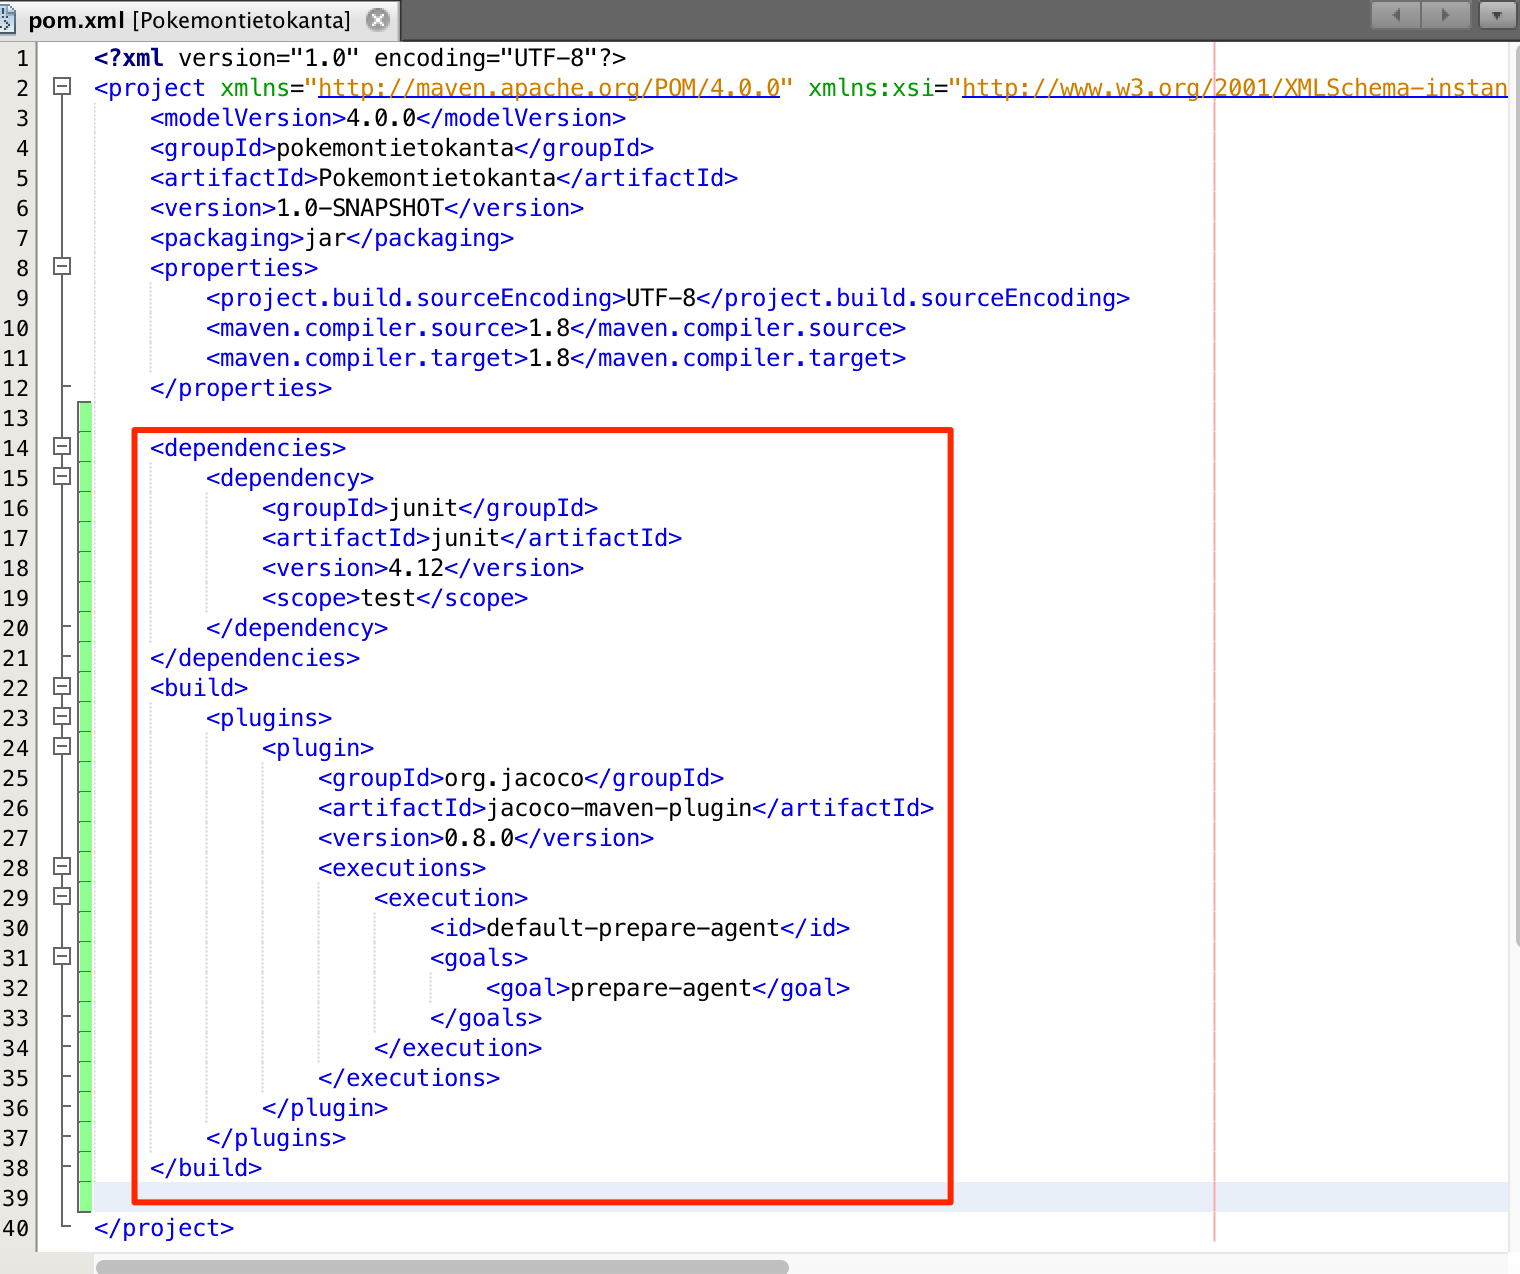 pom.xml [Pokemontietokanta]
1 <?xml version="1.0" encoding="UTF-8"?>
2 <project xmlns="http://maven.apache.org/POM/4.0.0" xmlns:xsi="http://www.w3.org/2001/XMLSchema-instan
3 <modelVersion>4.0.0</modelVersion>
4 <groupId>pokemontietokanta</groupId>
5 <artifactId>Pokemontietokanta</artifactId>
6 <version>1.0-SNAPSHOT</version>
7 <packaging>jar</packaging>
8 <properties>
9 <project.build.sourceEncoding>UTF-8</project.build.sourceEncoding>
10 <maven.compiler.source>1.8</maven.compiler.source>
11 <maven.compiler.target>1.8</maven.compiler.target>
12 </properties>
13
14 <dependencies>
15 <dependency>
16 <groupId>junit</groupId>
17 <artifactId>junit</artifactId>
18 <version>4.12</version>
19 <scope>test</scope>
20 </dependency>
21 </dependencies>
22 <build>
23 <plugins>
24 <plugin>
25 <groupId>org.jacoco</groupId>
26 <artifactId>jacoco-maven-plugin</artifactId>
27 <version>0.8.0</version>
28 <executions>
29 <execution>
30 <id>default-prepare-agent</id>
31 <goals>
32 <goal>prepare-agent</goal>
33 </goals>
34 </execution>
35 </executions>
36 </plugin>
37 </plugins>
38 </build>
39
40 </project>